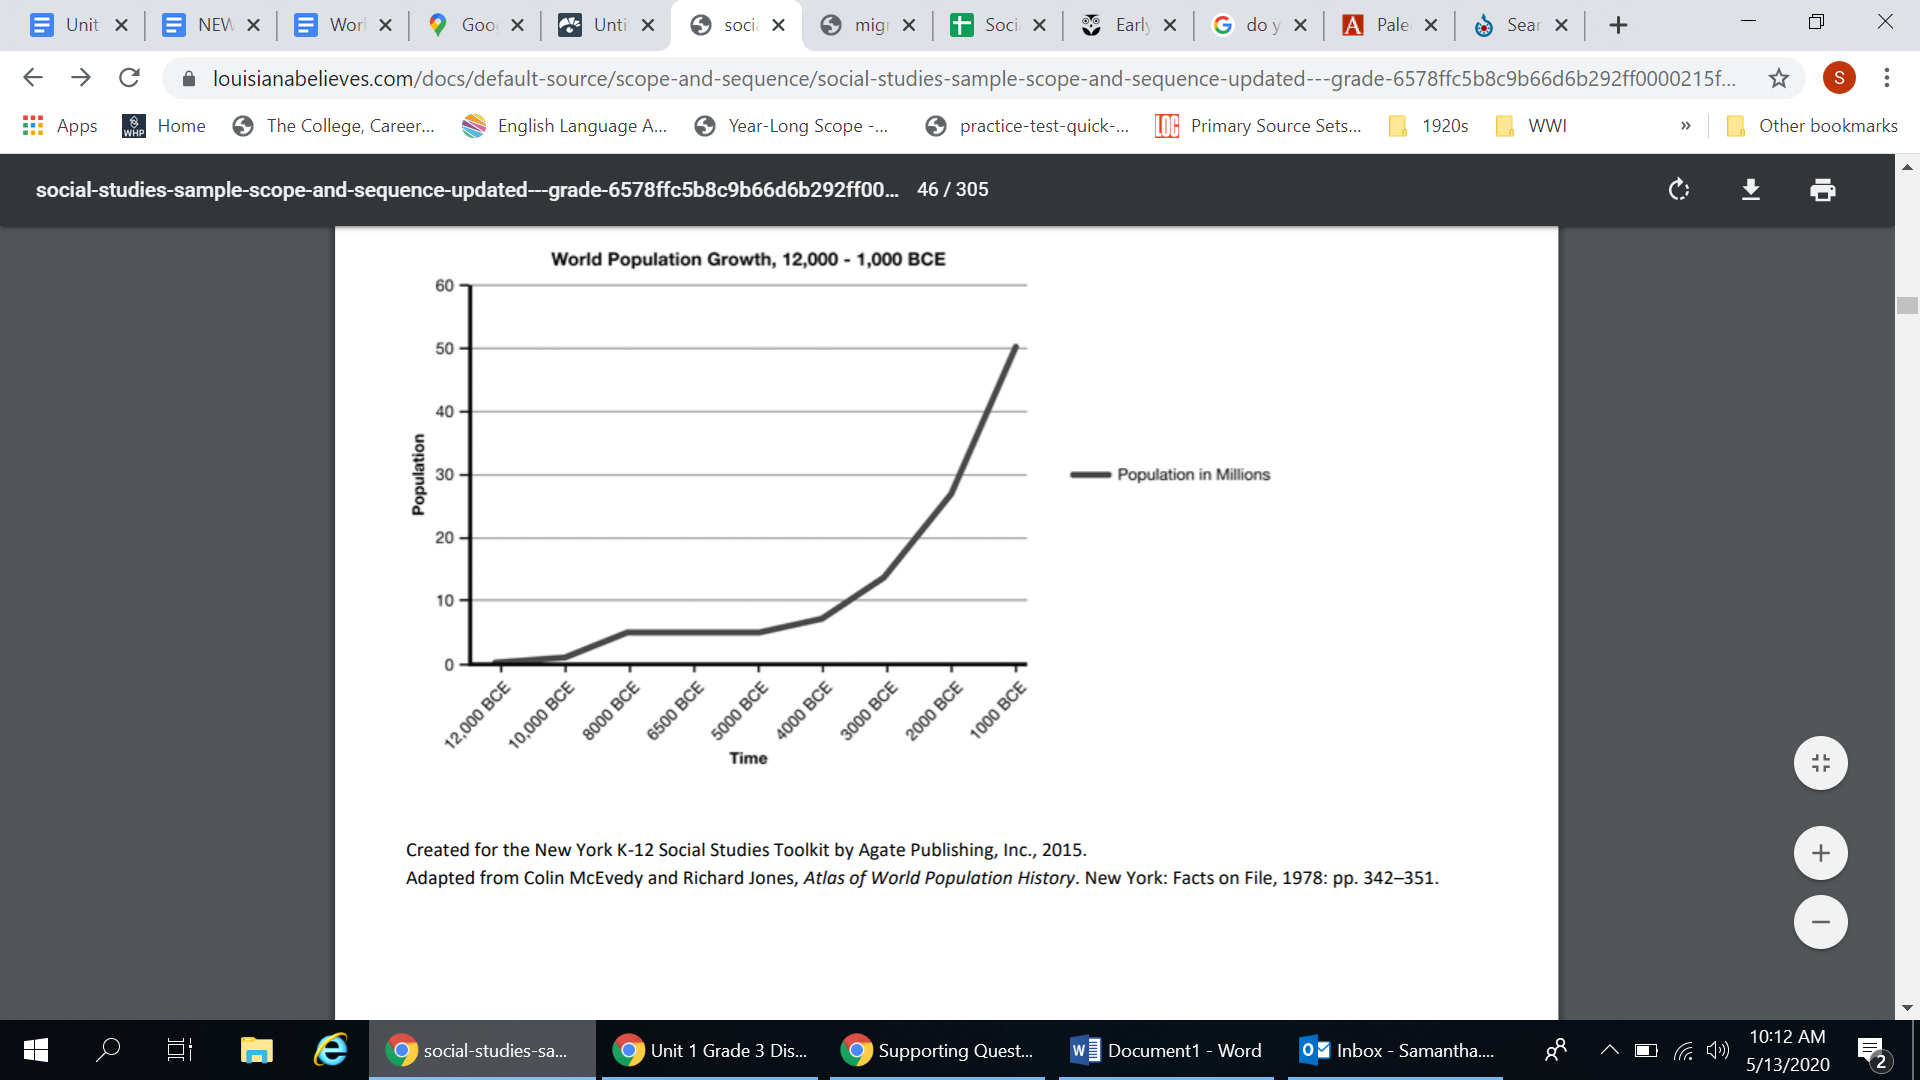 Unit NEW Worl Goo Unti socia migr Soci Early do y Pale Sear
louisianabelieves.com/docs/default-source/scope-and-sequence/social-studies-sample-scope-and-sequence-updated---grade-6578ffc5b8c9b66d6b292ff0000215f... S
Apps WHP Home The College, Career... English Language A... Year-Long Scope -... practice-test-quick-... LOC Primary Source Sets... 1920s WWI » Other bookmarks
social-studies-sample-scope-and-sequence-updated---grade-6578ffc5b8c9b66d6b292ff00... 46 / 305
World Population Growth, 12,000 - 1,000 BCE
60
50
40
30
20
10
0
Population
Population in Millions
12,000 BCE 10,000 BCE 8000 BCE 6500 BCE 5000 BCE 4000 BCE 3000 BCE 2000 BCE 1000 BCE
Time
Created for the New York K-12 Social Studies Toolkit by Agate Publishing, Inc., 2015.
Adapted from Colin McEvedy and Richard Jones, Atlas of World Population History. New York: Facts on File, 1978: pp. 342–351.
social-studies-sa... Unit 1 Grade 3 Dis... Supporting Quest... Document1 - Word Inbox - Samantha....
10:12 AM
5/13/2020
2